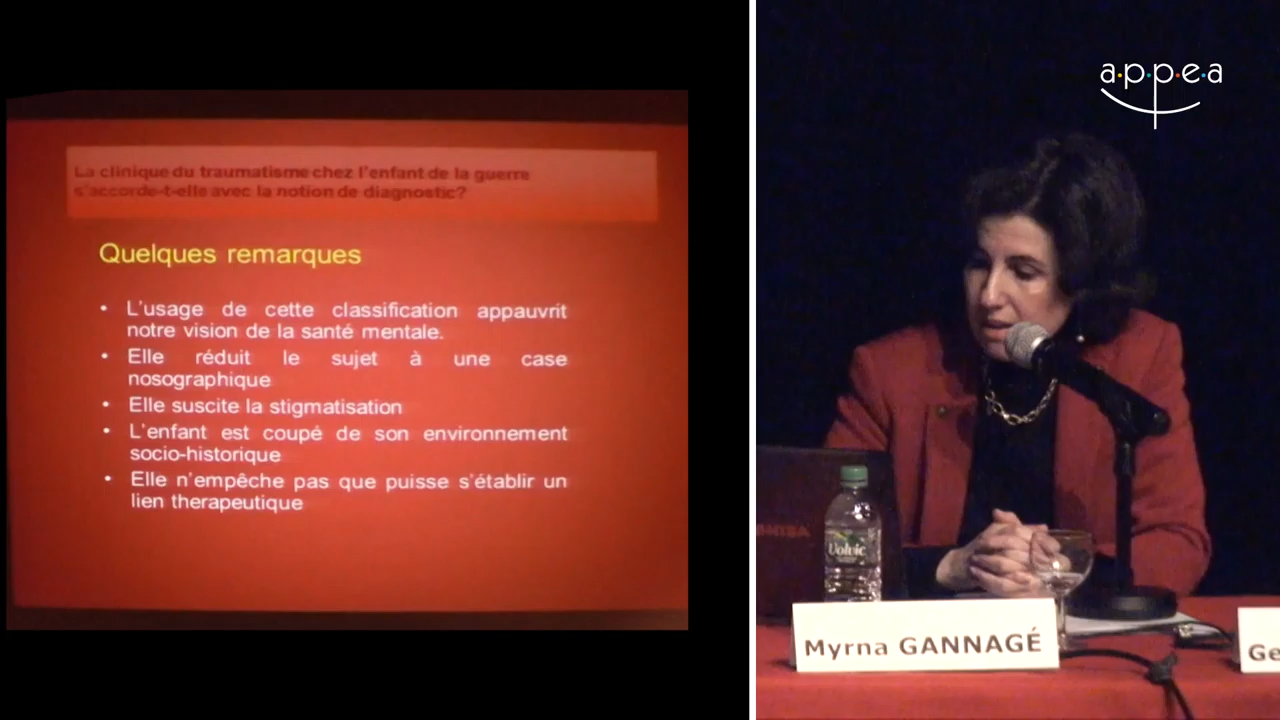 La clinique du traumatisme chez l'enfant de la guerre
s'accorde-t-elle avec la notion de diagnostic?
Quelques remarques
• L'usage de cette classification appauvrit
notre vision de la santé mentale.
• Elle réduit le sujet à une case
nosographique
• Elle suscite la stigmatisation
• L'enfant est coupé de son environnement
socio-historique
• Elle n'empêche pas que puisse s'établir un
lien therapeutique
a·p·p·e·a
Volvic
Myrna GANNAGÉ
Ge